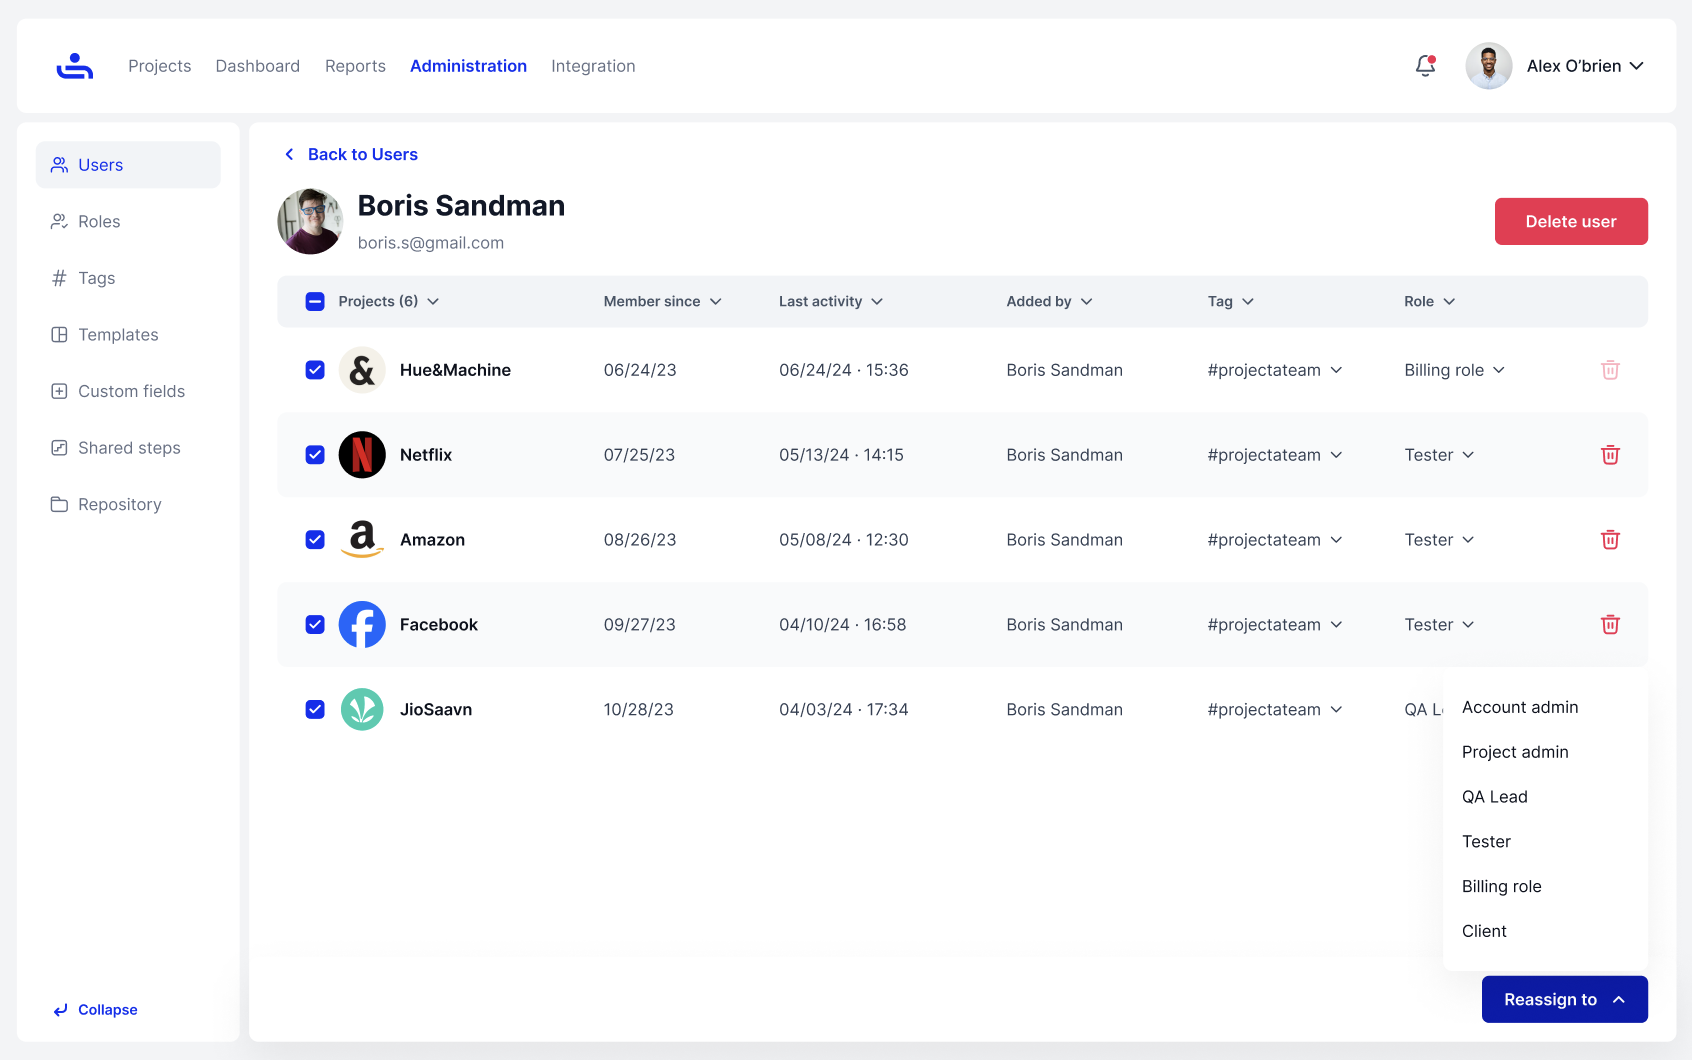 Projects Dashboard Reports Administration Integration
Alex O’brien
Users
Roles
Tags
Templates
Custom fields
Shared steps
Repository
Collapse
Back to Users
Boris Sandman
boris.s@gmail.com
Delete user
Projects (6) Member since Last activity Added by Tag Role
& Hue&Machine 06/24/23 06/24/24 · 15:36 Boris Sandman #projectateam Billing role
N Netflix 07/25/23 05/13/24 · 14:15 Boris Sandman #projectateam Tester
a Amazon 08/26/23 05/08/24 · 12:30 Boris Sandman #projectateam Tester
f Facebook 09/27/23 04/10/24 · 16:58 Boris Sandman #projectateam Tester
JioSaavn 10/28/23 04/03/24 · 17:34 Boris Sandman #projectateam QA
Account admin
Project admin
QA Lead
Tester
Billing role
Client
Reassign to